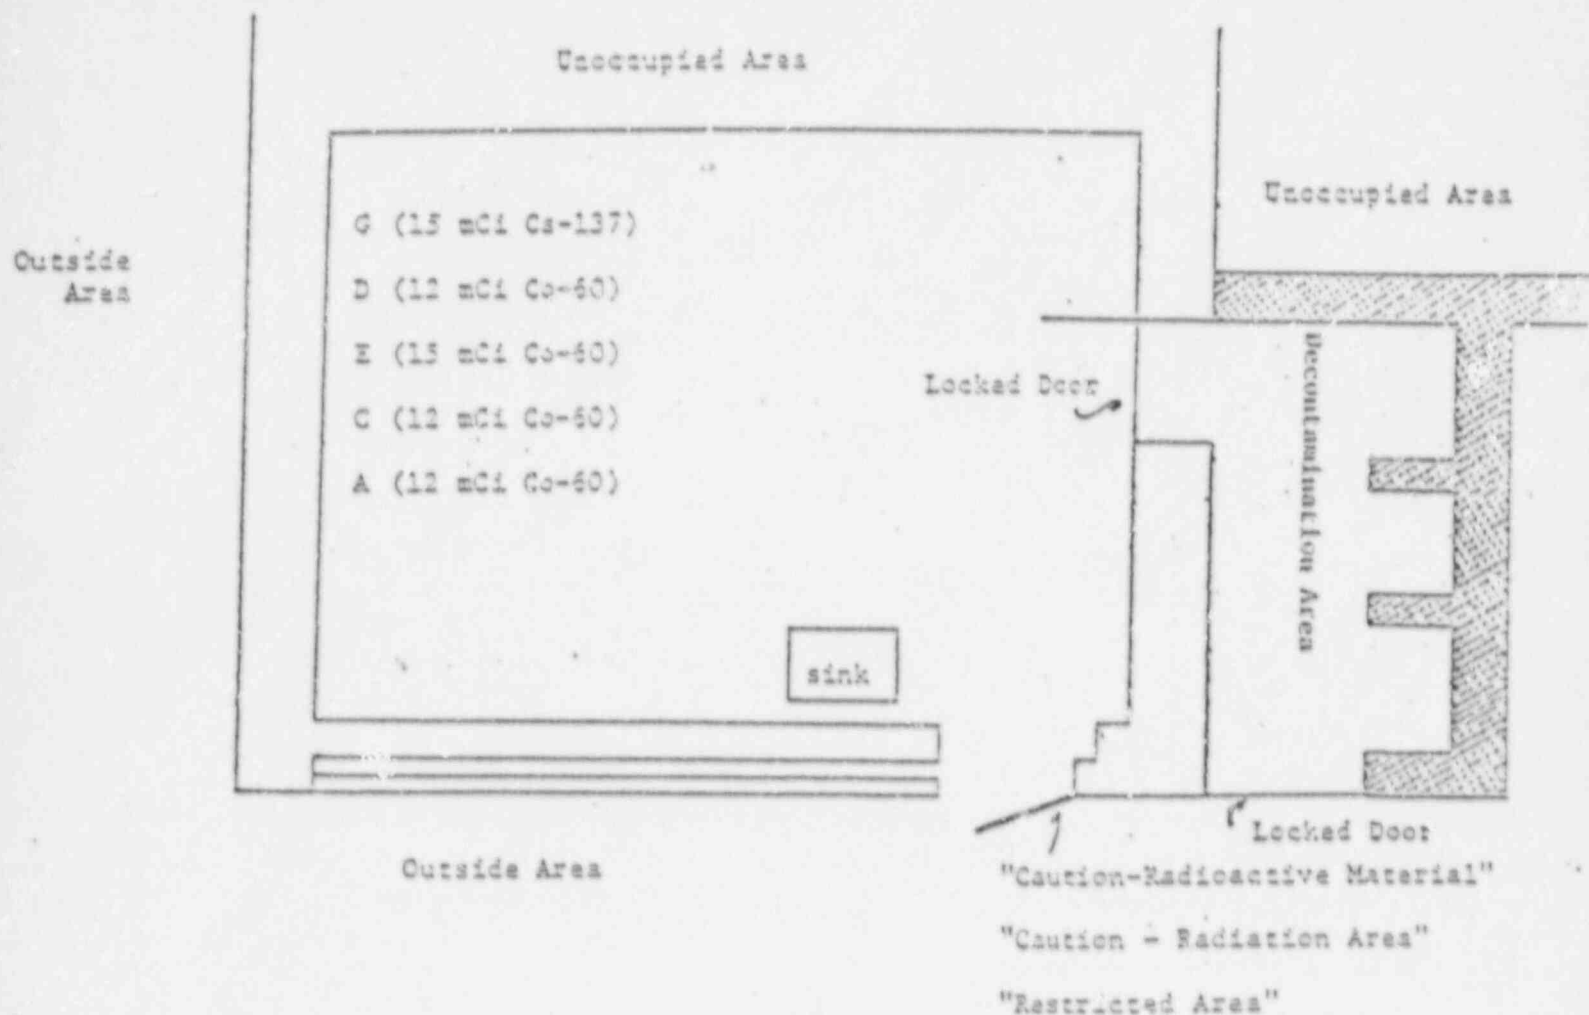 Unoccupied Area
Unoccupied Area
Outside
Area
G (15 mCi Cs-137)
D (12 mCi Co-60)
E (15 mCi Co-60)
C (12 mCi Co-60)
A (12 mCi Co-60)
Locked Door
Decontamination Area
sink
Locked Door
Outside Area
"Caution-Radioactive Material"
"Caution - Radiation Area"
"Restricted Area"